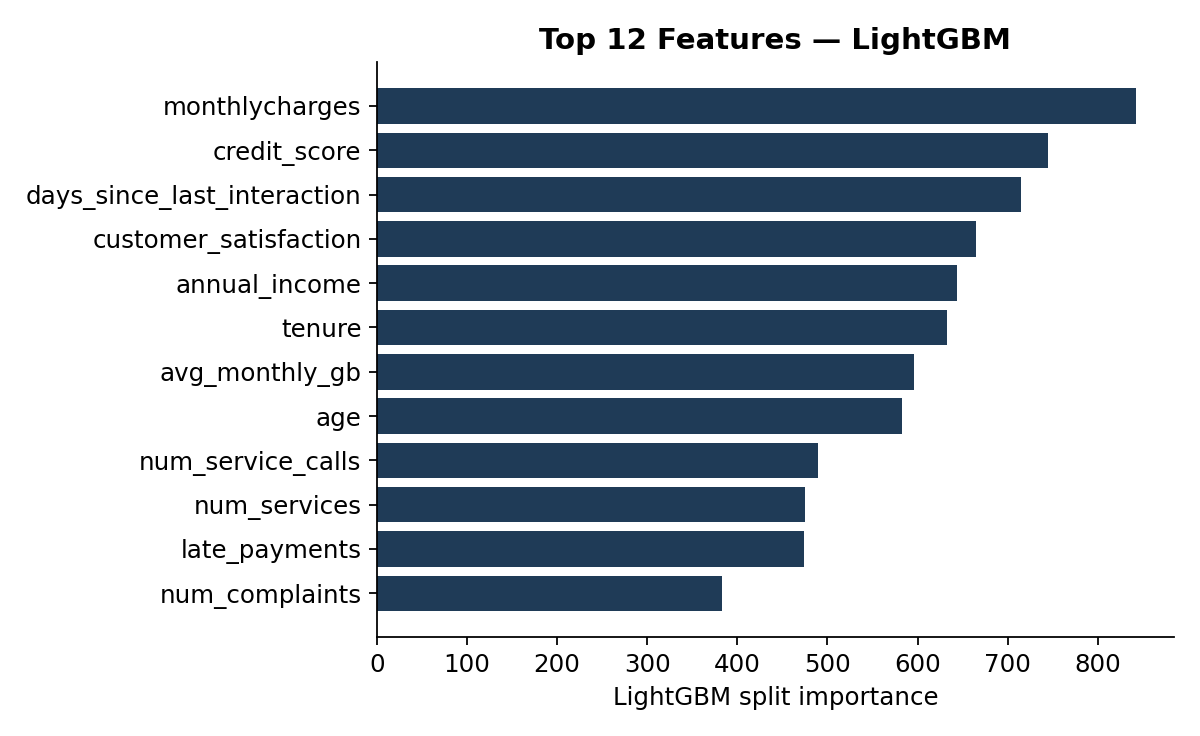 Top 12 Features — LightGBM
monthlycharges
credit_score
days_since_last_interaction
customer_satisfaction
annual_income
tenure
avg_monthly_gb
age
num_service_calls
num_services
late_payments
num_complaints
0 100 200 300 400 500 600 700 800
LightGBM split importance